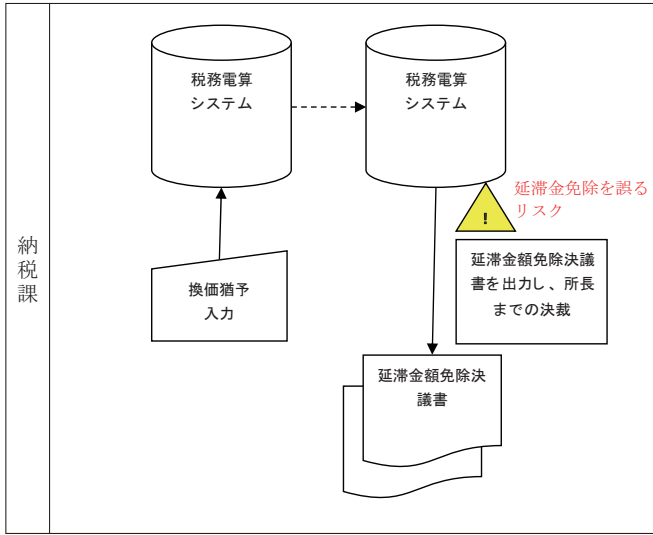 納税課
税務電算
システム
税務電算
システム
延滞金免除を誤る
リスク
!
換価猶予
入力
延滞金額免除決議
書を出力し、所長
までの決裁
延滞金額免除決
議書